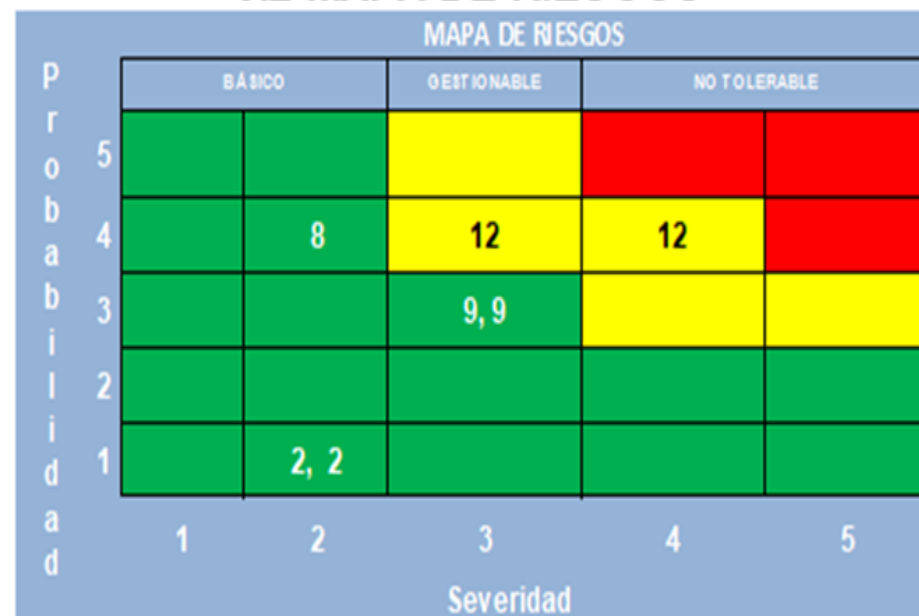 MAPA DE RIESGOS
Probabilidad
BÁSICO GESTIONABLE NO TOLERABLE
5
4 8 12 12
3 9, 9
2
1 2, 2
1 2 3 4 5
Severidad